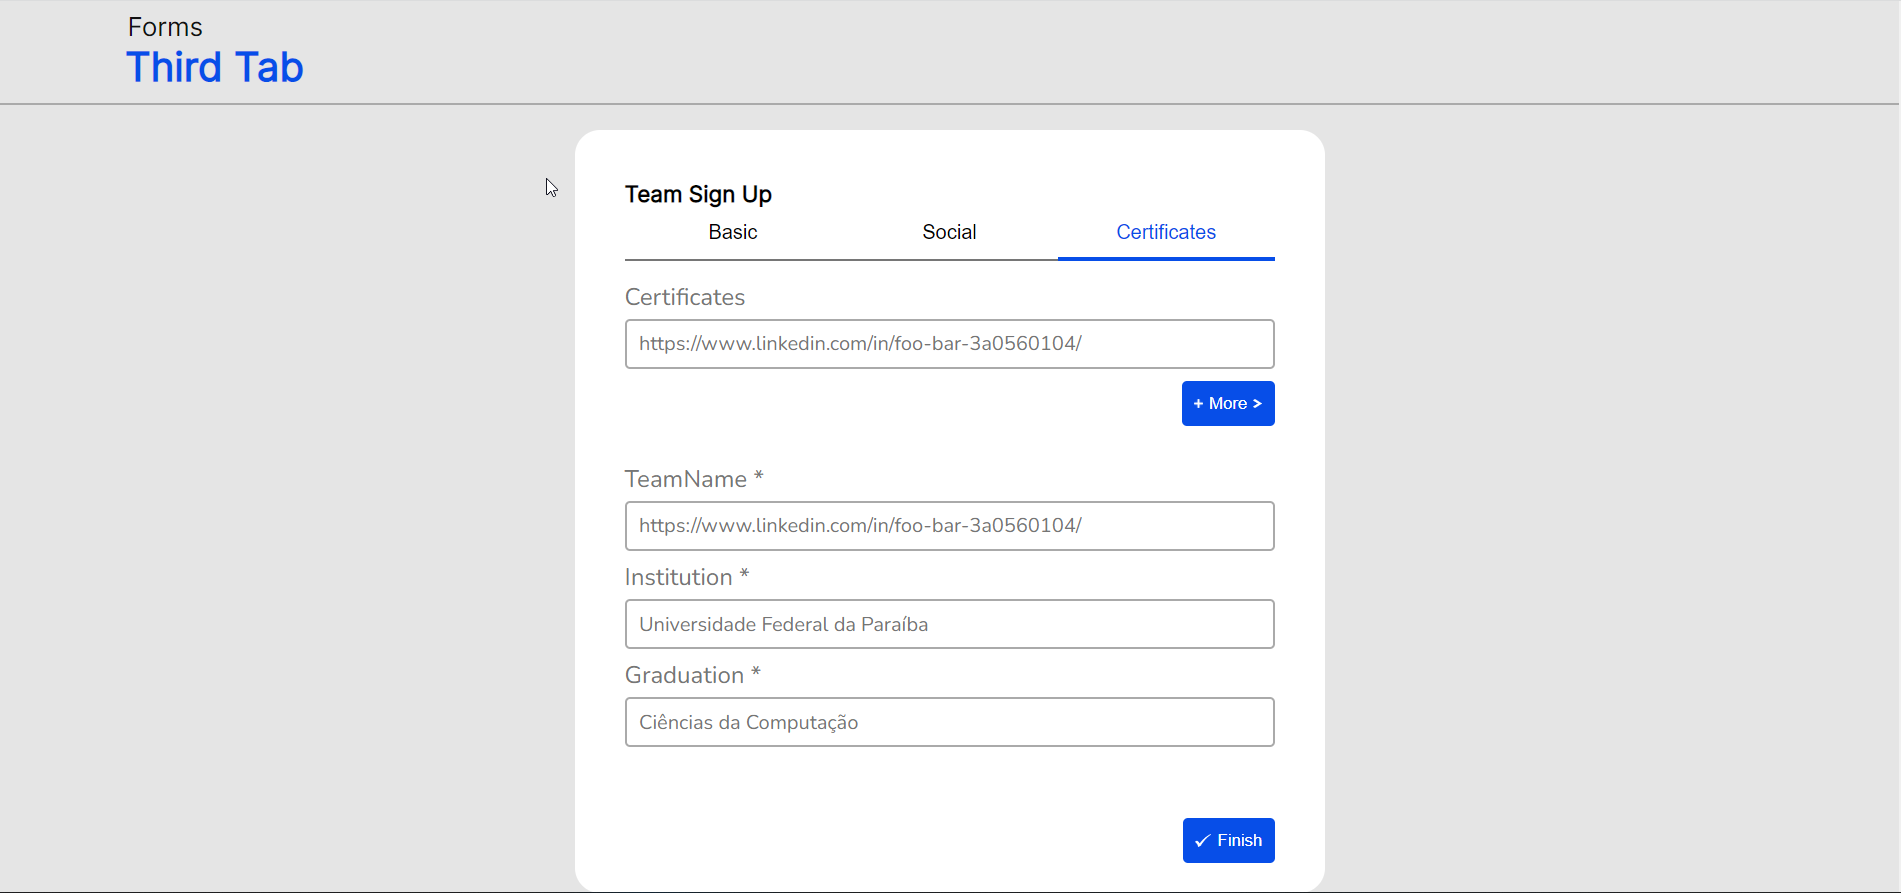 Forms
Third Tab
Team Sign Up
Basic Social Certificates
Certificates
https://www.linkedin.com/in/foo-bar-3a0560104/
+ More >
TeamName *
https://www.linkedin.com/in/foo-bar-3a0560104/
Institution *
Universidade Federal da Paraíba
Graduation *
Ciências da Computação
✓ Finish